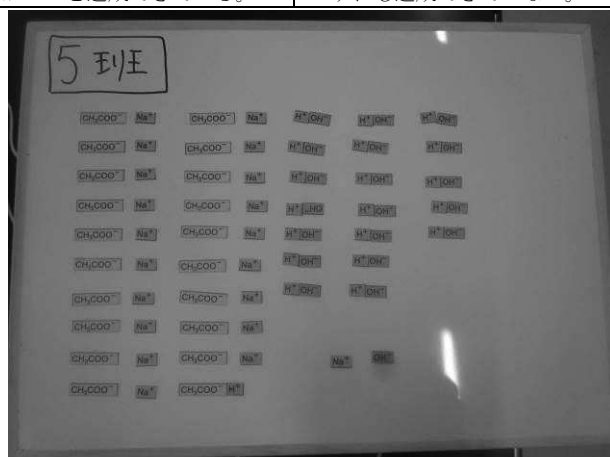 5班
CH₃COO⁻ Na⁺ CH₃COO⁻ Na⁺ H⁺ OH⁻ H⁺ OH⁻ H⁺ OH⁻
CH₃COO⁻ Na⁺ CH₃COO⁻ Na⁺ H⁺ OH⁻ H⁺ OH⁻ H⁺ OH⁻
CH₃COO⁻ Na⁺ CH₃COO⁻ Na⁺ H⁺ OH⁻ H⁺ OH⁻ H⁺ OH⁻
CH₃COO⁻ Na⁺ CH₃COO⁻ Na⁺ H⁺ OH⁻ H⁺ OH⁻ H⁺ OH⁻
CH₃COO⁻ Na⁺ CH₃COO⁻ Na⁺ H⁺ OH⁻ H⁺ OH⁻ H⁺ OH⁻
CH₃COO⁻ Na⁺ CH₃COO⁻ Na⁺ H⁺ OH⁻ H⁺ OH⁻
CH₃COO⁻ Na⁺ CH₃COO⁻ Na⁺ H⁺ OH⁻ H⁺ OH⁻
CH₃COO⁻ Na⁺ CH₃COO⁻ Na⁺
CH₃COO⁻ Na⁺ CH₃COO⁻ Na⁺ Na⁺ OH⁻
CH₃COO⁻ Na⁺ CH₃COO⁻ H⁺